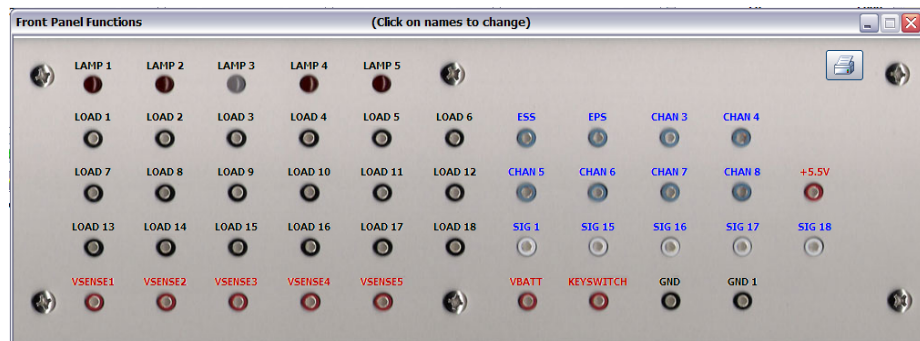 Front Panel Functions (Click on names to change)
LAMP 1 LAMP 2 LAMP 3 LAMP 4 LAMP 5
LOAD 1 LOAD 2 LOAD 3 LOAD 4 LOAD 5 LOAD 6 ESS EPS CHAN 3 CHAN 4
LOAD 7 LOAD 8 LOAD 9 LOAD 10 LOAD 11 LOAD 12 CHAN 5 CHAN 6 CHAN 7 CHAN 8 +5.5V
LOAD 13 LOAD 14 LOAD 15 LOAD 16 LOAD 17 LOAD 18 SIG 1 SIG 15 SIG 16 SIG 17 SIG 18
VSENSE1 VSENSE2 VSENSE3 VSENSE4 VSENSE5 VBATT KEYSWITCH GND GND 1